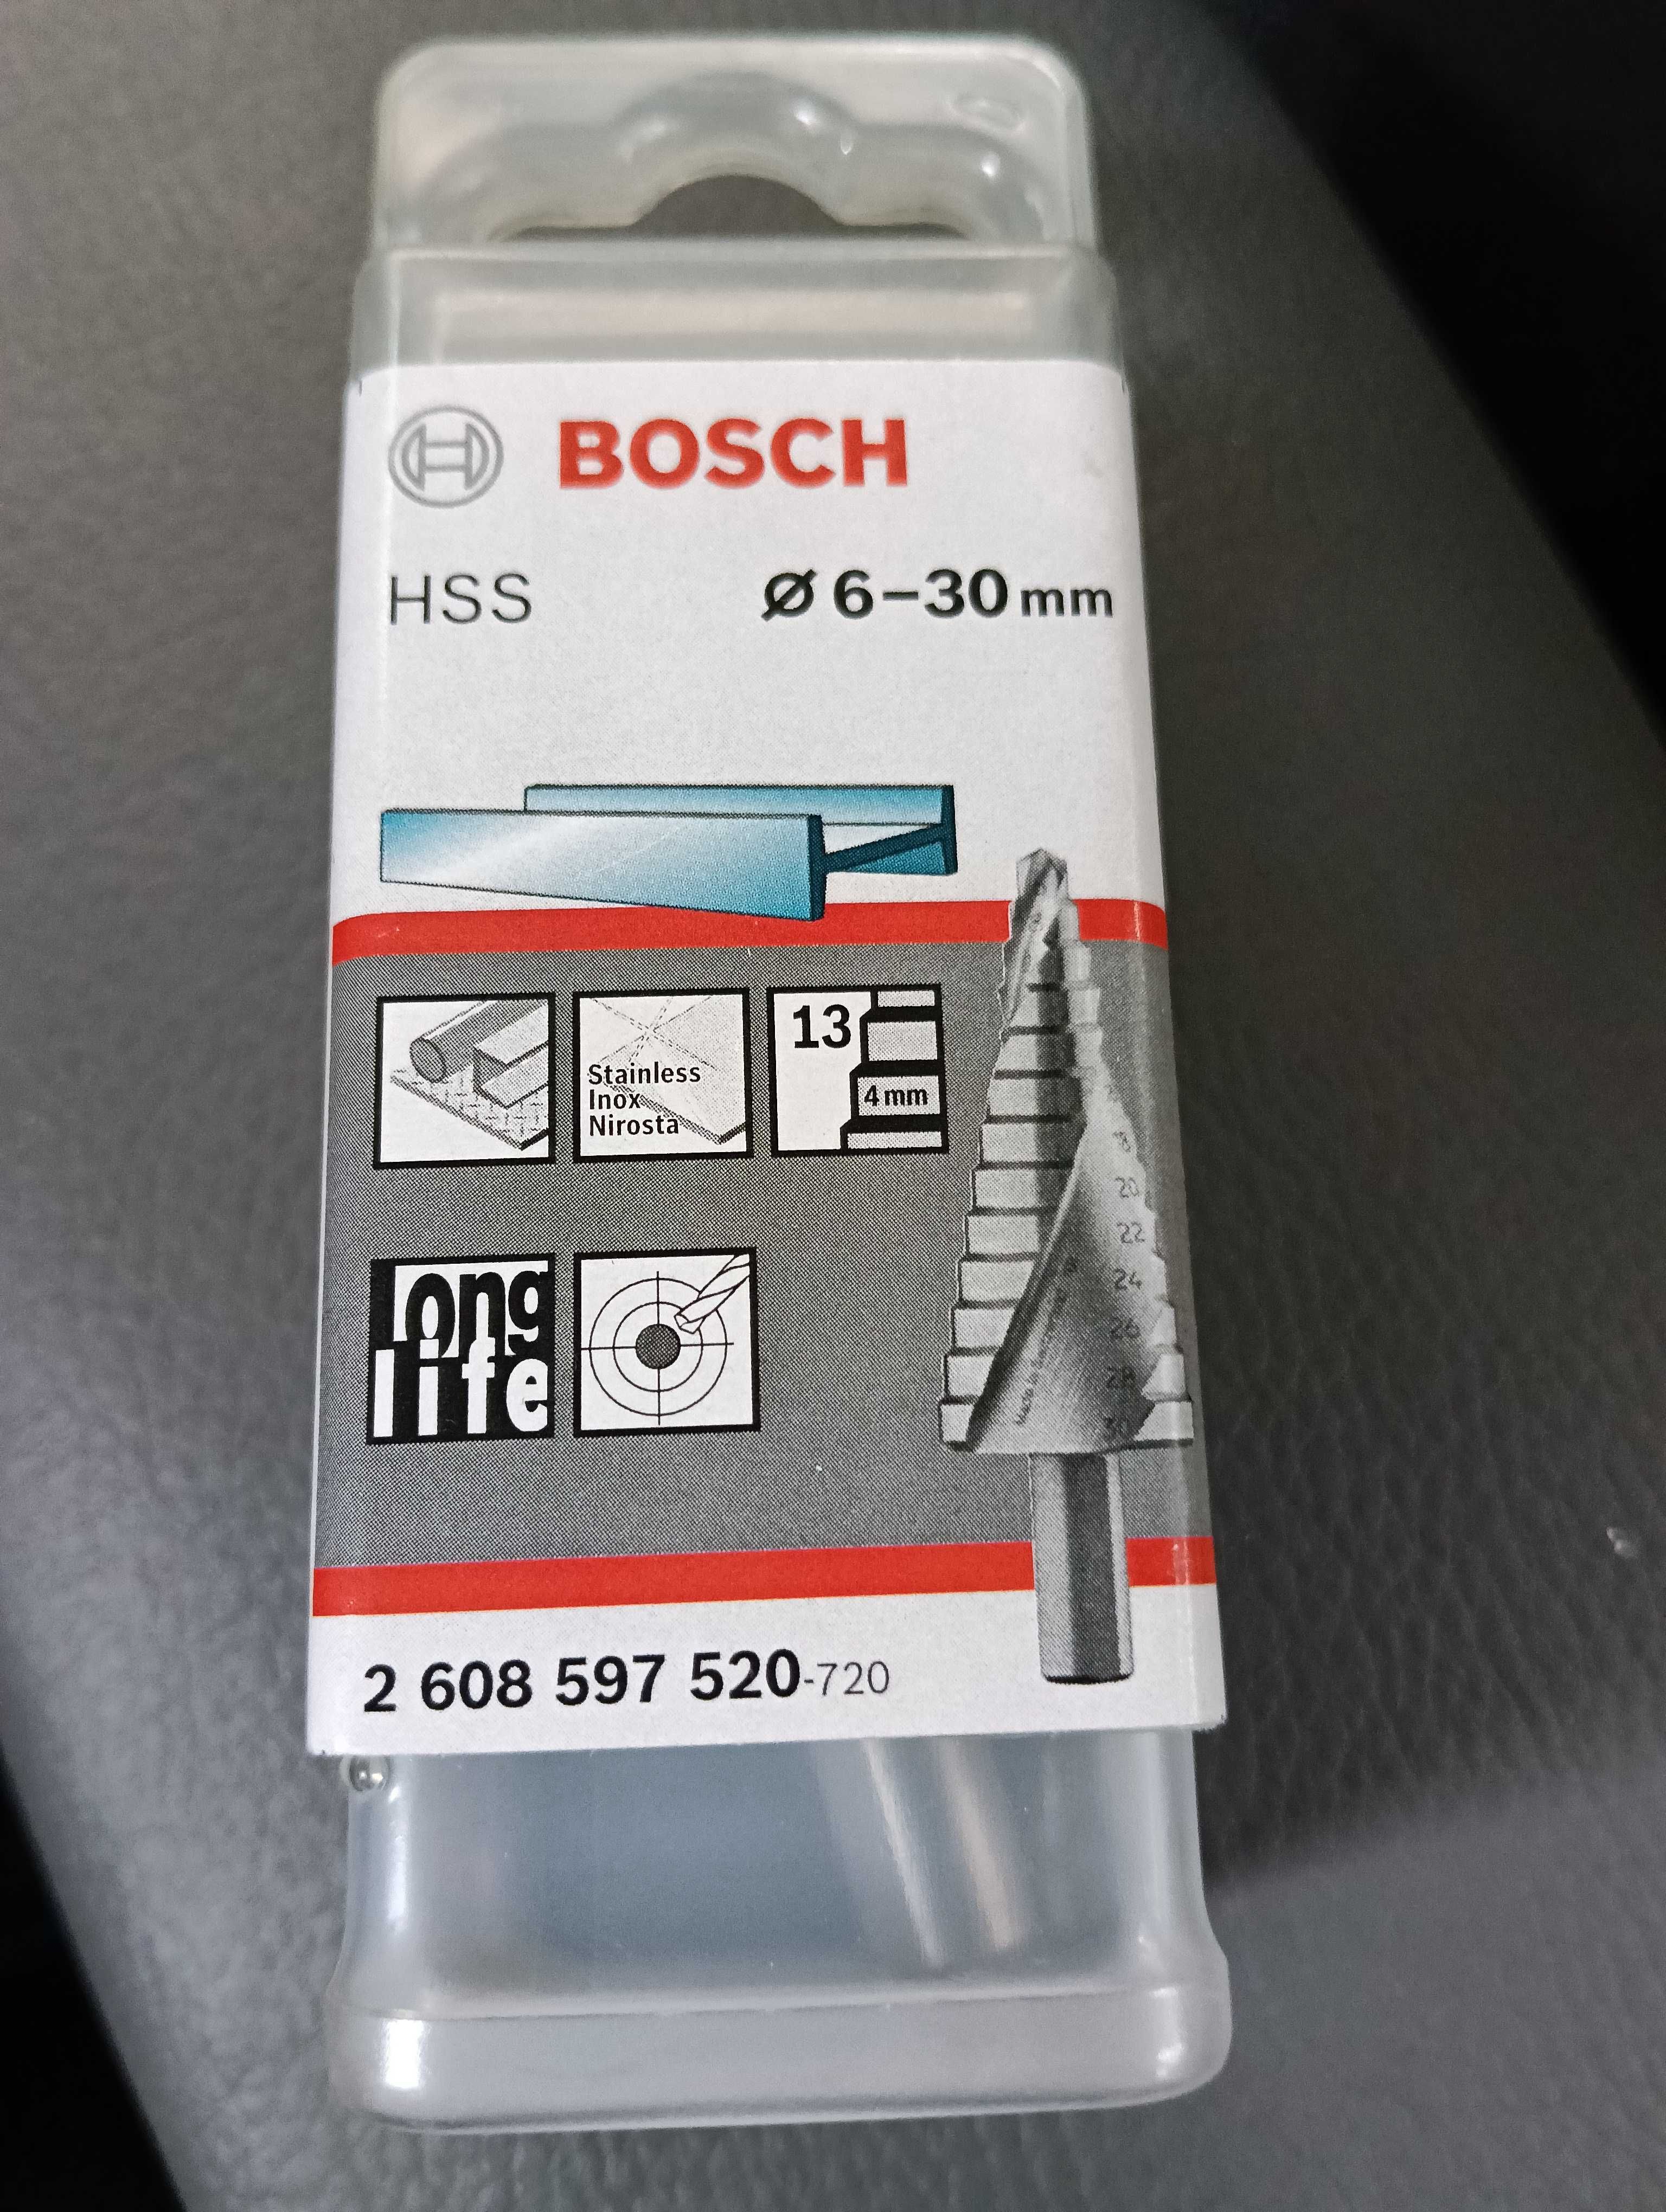 BOSCH
HSS
Ø 6–30 mm
Stainless
Inox
Nirosta
13
4 mm
long
life
20
22
24
26
28
30
2 608 597 520-720